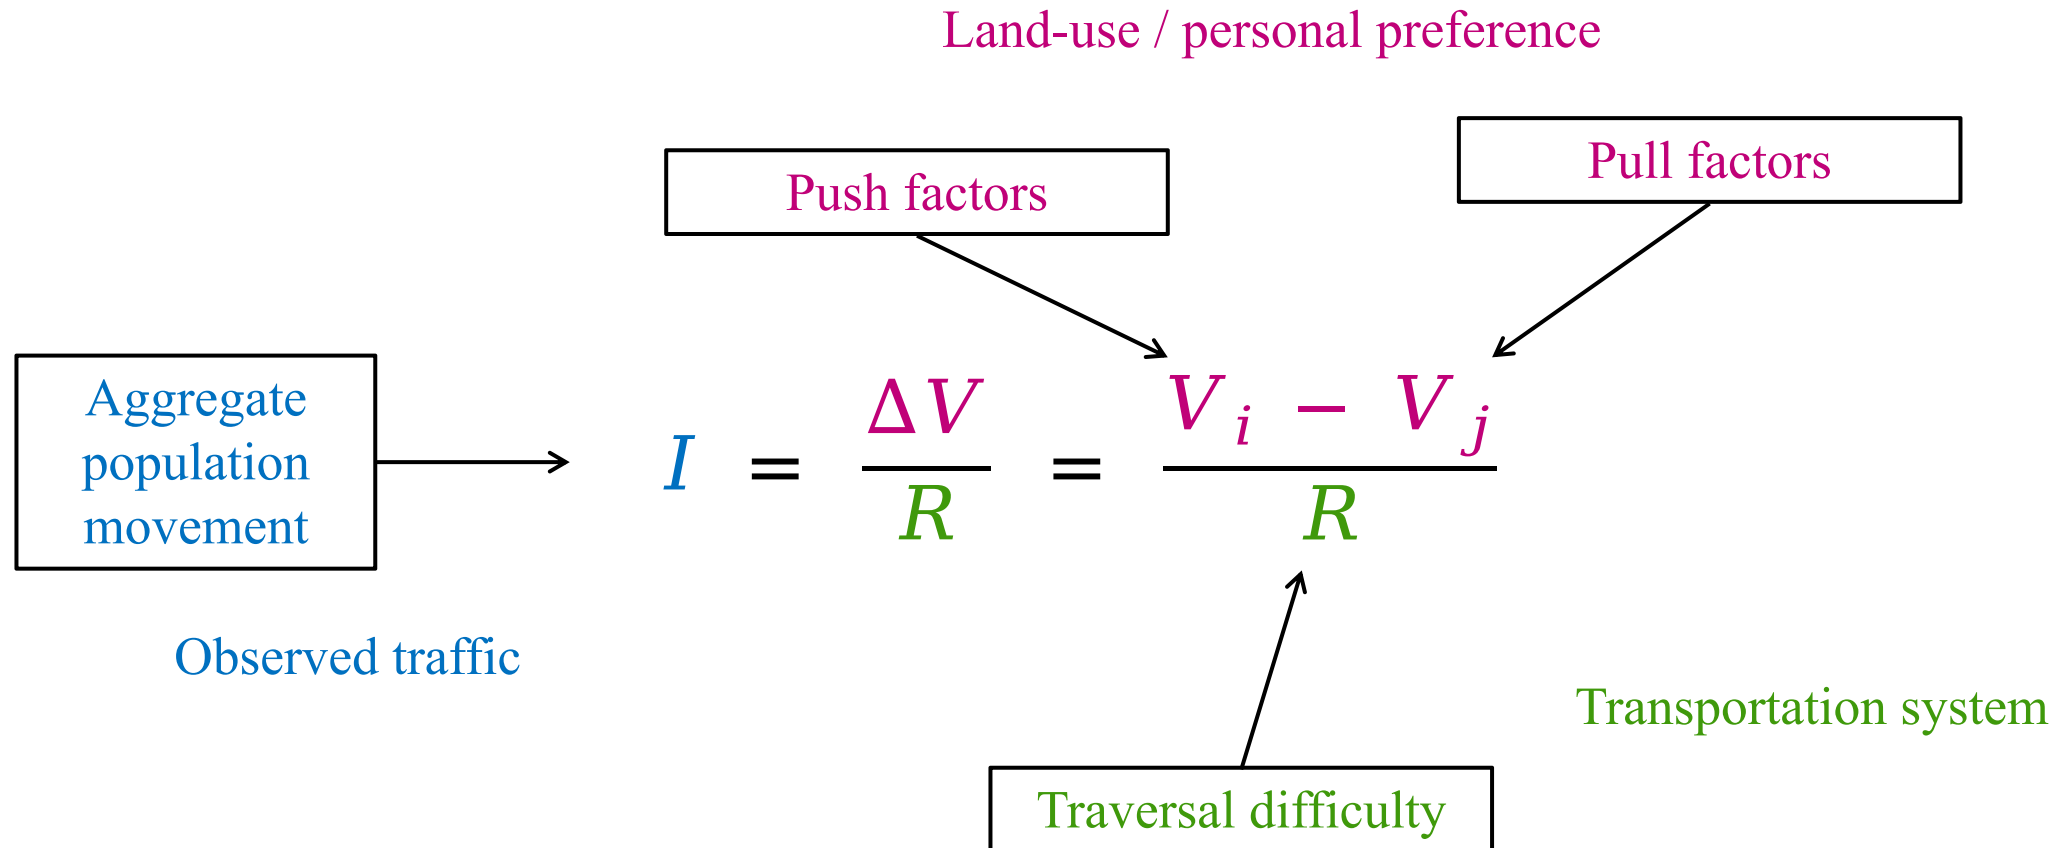 Land-use / personal preference
Pull factors
Push factors
Aggregate
population
movement
I = ΔV / R = V_i − V_j / R
Observed traffic
Transportation system
Traversal difficulty